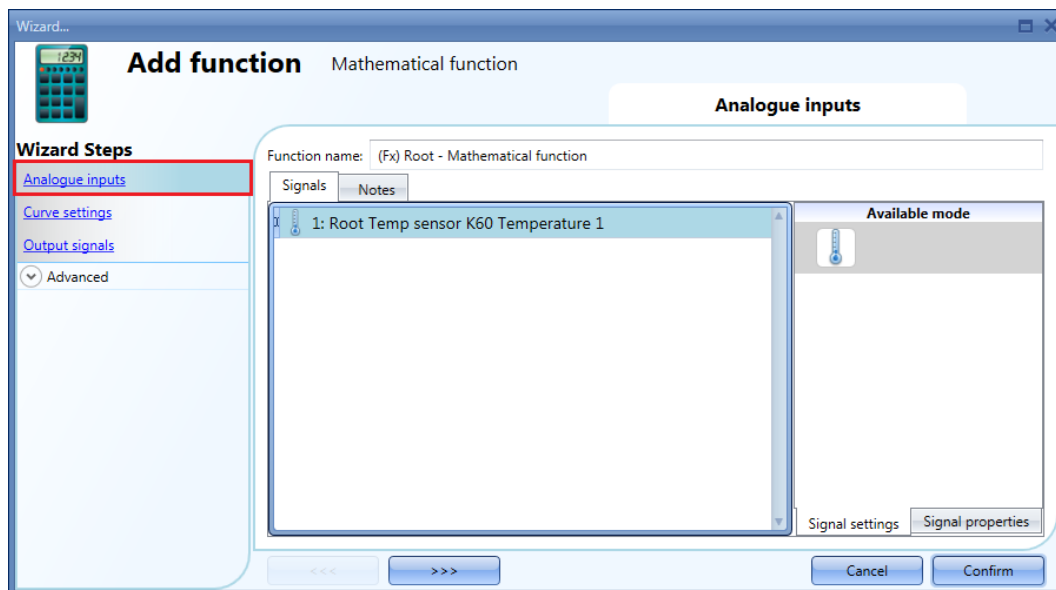 Wizard...
1234
Add function
Mathematical function
Analogue inputs
Wizard Steps
Analogue inputs
Curve settings
Output signals
Advanced
Function name:
(Fx) Root - Mathematical function
Signals
Notes
1: Root Temp sensor K60 Temperature 1
Available mode
Signal settings
Signal properties
<<<
>>>
Cancel
Confirm